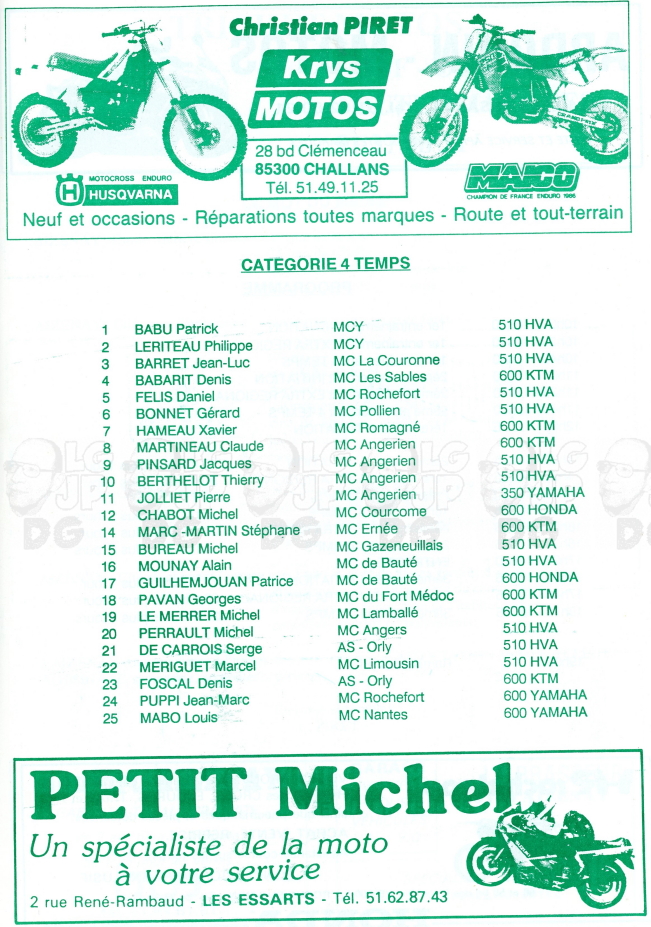 Christian PIRET
Krys
MOTOS
28 bd Clémenceau
85300 CHALLANS
Tél. 51.49.11.25
MOTOCROSS ENDURO
HUSQVARNA
MAICO
CHAMPION DE FRANCE ENDURO 1986
Neuf et occasions - Réparations toutes marques - Route et tout-terrain
CATEGORIE 4 TEMPS
1 BABU Patrick MCY 510 HVA
2 LERITEAU Philippe MCY 510 HVA
3 BARRET Jean-Luc MC La Couronne 510 HVA
4 BABARIT Denis MC Les Sables 600 KTM
5 FELIS Daniel MC Rochefort 510 HVA
6 BONNET Gérard MC Pollien 510 HVA
7 HAMEAU Xavier MC Romagné 600 KTM
8 MARTINEAU Claude MC Angerien 600 KTM
9 PINSARD Jacques MC Angerien 510 HVA
10 BERTHELOT Thierry MC Angerien 510 HVA
11 JOLLIET Pierre MC Angerien 350 YAMAHA
12 CHABOT Michel MC Courcome 600 HONDA
14 MARC -MARTIN Stéphane MC Ernée 600 KTM
15 BUREAU Michel MC Gazeneuillais 510 HVA
16 MOUNAY Alain MC de Bauté 510 HVA
17 GUILHEMJOUAN Patrice MC de Bauté 600 HONDA
18 PAVAN Georges MC du Fort Médoc 600 KTM
19 LE MERRER Michel MC Lamballé 600 KTM
20 PERRAULT Michel MC Angers 510 HVA
21 DE CARROIS Serge AS - Orly 510 HVA
22 MERIGUET Marcel MC Limousin 510 HVA
23 FOSCAL Denis AS - Orly 600 KTM
24 PUPPI Jean-Marc MC Rochefort 600 YAMAHA
25 MABO Louis MC Nantes 600 YAMAHA
LG JP DG
PETIT Michel
Un spécialiste de la moto
à votre service
2 rue René-Rambaud - LES ESSARTS - Tél. 51.62.87.43